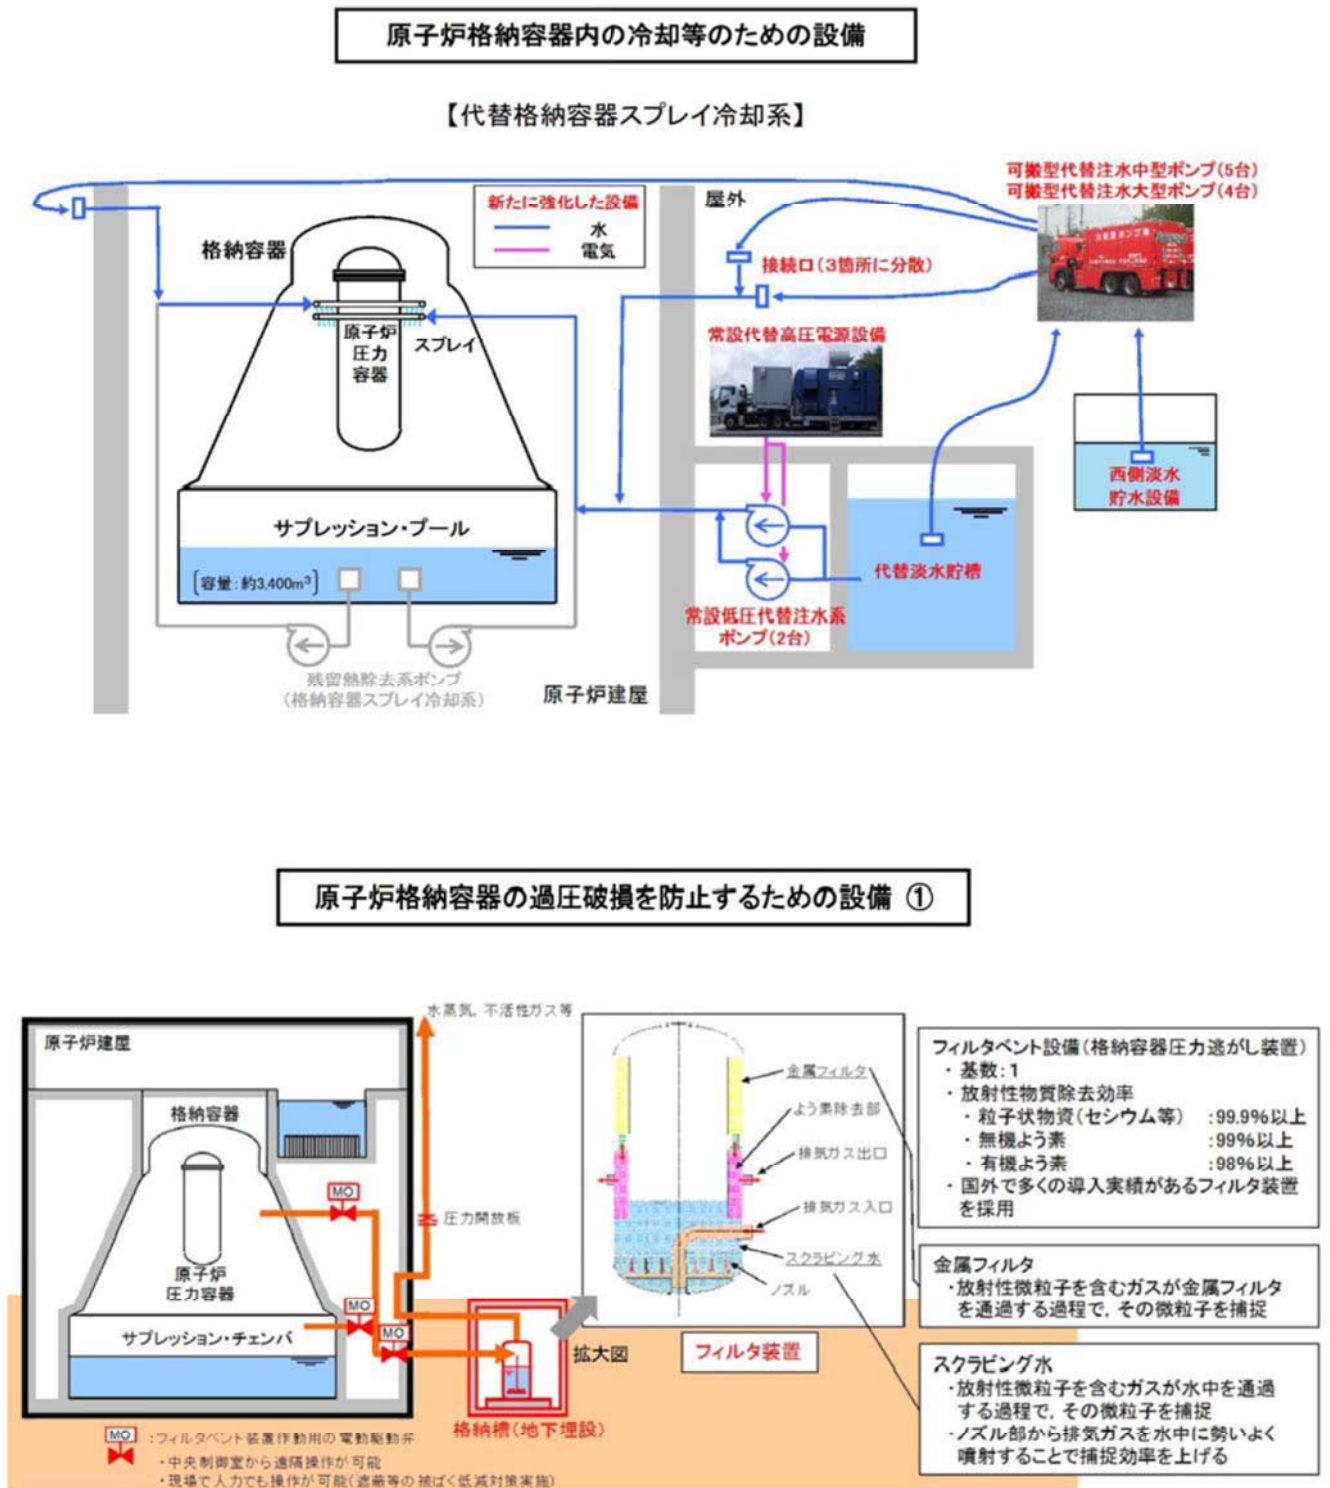 原子炉格納容器内の冷却等のための設備
【代替格納容器スプレイ冷却系】
可搬型代替注水中型ポンプ(5台)
可搬型代替注水大型ポンプ(4台)
新たに強化した設備
水
電気
屋外
格納容器
接続口(3箇所に分散)
原子炉
圧力
容器
スプレイ
常設代替高圧電源設備
西側淡水
貯水設備
サプレッション・プール
[容量:約3,400m³]
代替淡水貯槽
常設低圧代替注水系
ポンプ(2台)
残留熱除去系ポンプ
(格納容器スプレイ冷却系)
原子炉建屋
原子炉格納容器の過圧破損を防止するための設備 ①
水蒸気,不活性ガス等
原子炉建屋
格納容器
MO
圧力開放板
原子炉
圧力容器
MO
サプレッション・チェンバ
MO
格納槽(地下埋設)
拡大図
MO
:フィルタベント装置作動用の電動駆動弁
・中央制御室から遠隔操作が可能
・現場で人力でも操作が可能(遮蔽等の被ばく低減対策実施)
金属フィルタ
よう素除去部
排気ガス出口
排気ガス入口
スクラビング水
ノズル
フィルタ装置
フィルタベント設備(格納容器圧力逃がし装置)
・基数:1
・放射性物質除去効率
・粒子状物資(セシウム等) :99.9%以上
・無機よう素 :99%以上
・有機よう素 :98%以上
・国外で多くの導入実績があるフィルタ装置
を採用
金属フィルタ
・放射性微粒子を含むガスが金属フィルタ
を通過する過程で,その微粒子を捕捉
スクラビング水
・放射性微粒子を含むガスが水中を通過
する過程で,その微粒子を捕捉
・ノズル部から排気ガスを水中に勢いよく
噴射することで捕捉効率を上げる